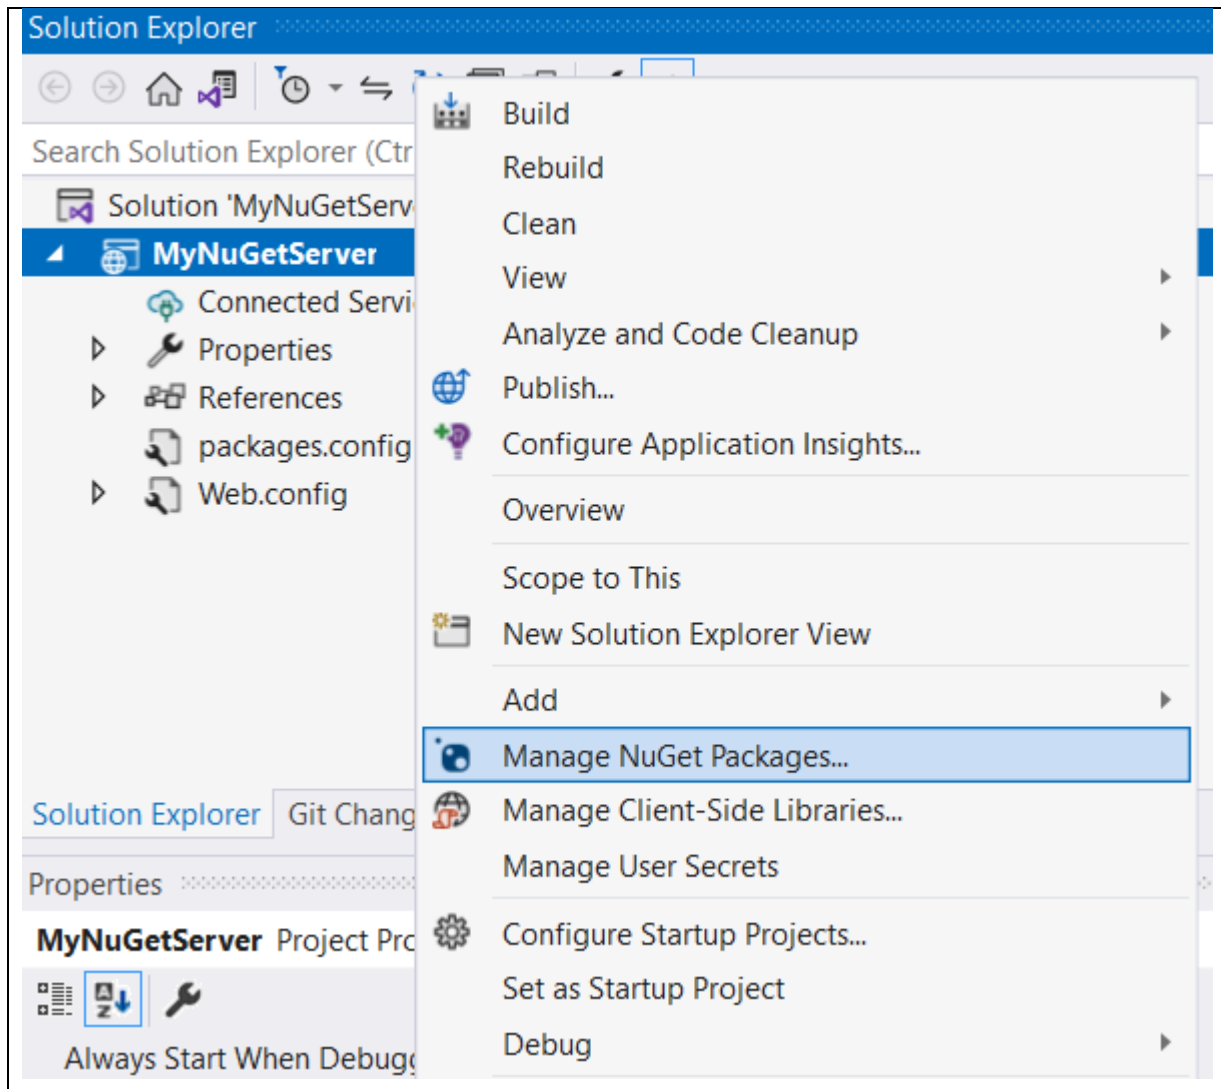 Solution Explorer
Search Solution Explorer (Ctr
Solution 'MyNuGetServ
MyNuGetServer
Connected Servi
Properties
References
packages.config
Web.config
Build
Rebuild
Clean
View
Analyze and Code Cleanup
Publish...
Configure Application Insights...
Overview
Scope to This
New Solution Explorer View
Add
Manage NuGet Packages...
Manage Client-Side Libraries...
Manage User Secrets
Configure Startup Projects...
Set as Startup Project
Debug
Solution Explorer
Git Chang
Properties
MyNuGetServer Project Pro
Always Start When Debugg